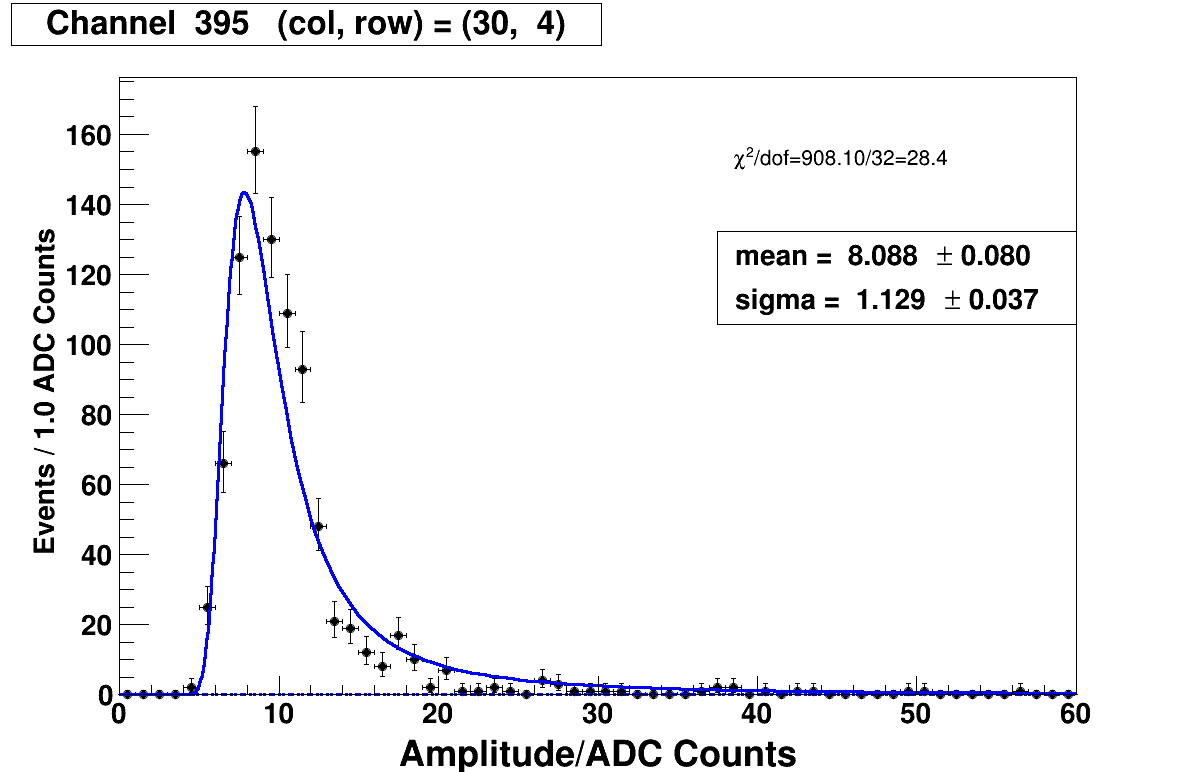 Channel 395 (col, row) = (30, 4)
χ²/dof=908.10/32=28.4
mean = 8.088 ± 0.080
sigma = 1.129 ± 0.037
Events / 1.0 ADC Counts
160
140
120
100
80
60
40
20
0
0 10 20 30 40 50 60
Amplitude/ADC Counts